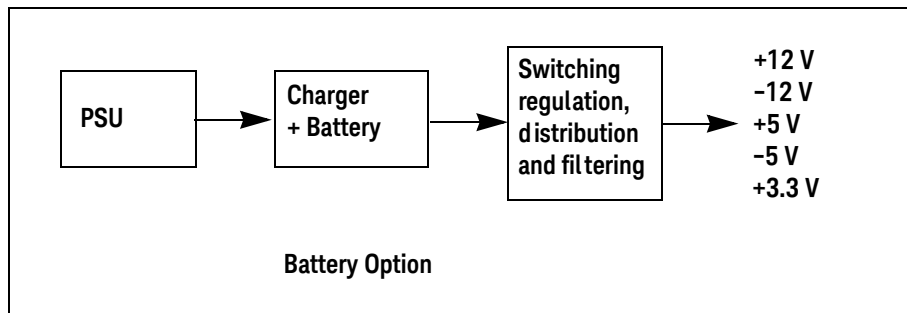 PSU
Charger
+ Battery
Switching
regulation,
distribution
and filtering
+12 V
−12 V
+5 V
−5 V
+3.3 V
Battery Option